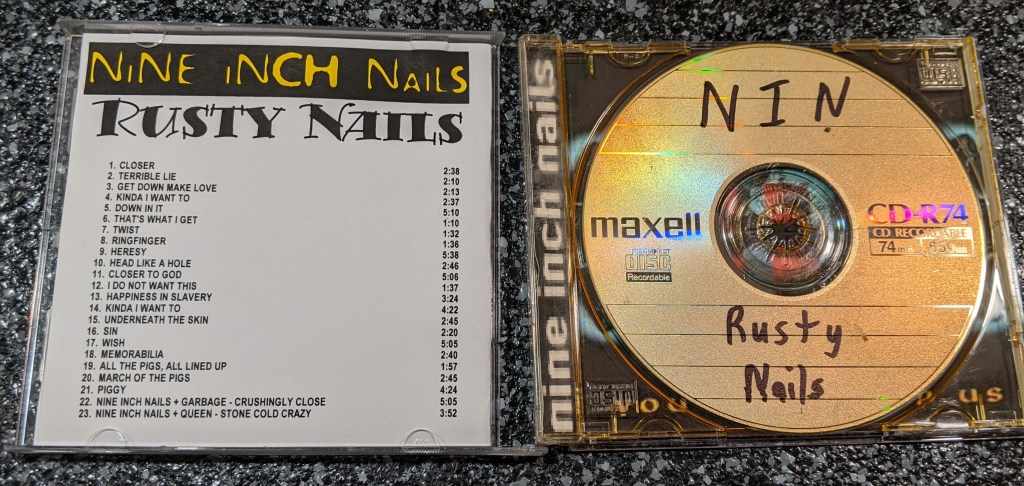 NiNE iNCH NAiLS
RUSTY NAILS
1. CLOSER 2:38
2. TERRIBLE LIE 2:10
3. GET DOWN MAKE LOVE 2:13
4. KINDA I WANT TO 2:37
5. DOWN IN IT 5:10
6. THAT'S WHAT I GET 1:10
7. TWIST 1:32
8. RINGFINGER 1:36
9. HERESY 5:38
10. HEAD LIKE A HOLE 2:46
11. CLOSER TO GOD 5:06
12. I DO NOT WANT THIS 1:37
13. HAPPINESS IN SLAVERY 3:24
14. KINDA I WANT TO 4:22
15. UNDERNEATH THE SKIN 2:45
16. SIN 2:20
17. WISH 5:05
18. MEMORABILIA 2:40
19. ALL THE PIGS, ALL LINED UP 1:57
20. MARCH OF THE PIGS 2:45
21. PIGGY 4:24
22. NINE INCH NAILS + GARBAGE - CRUSHINGLY CLOSE 5:05
23. NINE INCH NAILS + QUEEN - STONE COLD CRAZY 3:52
nine inch nails
NIN
maxell
COMPACT
disc
Recordable
CD-R74
CD RECORDABLE
74min 650
Rusty
Nails
you
us